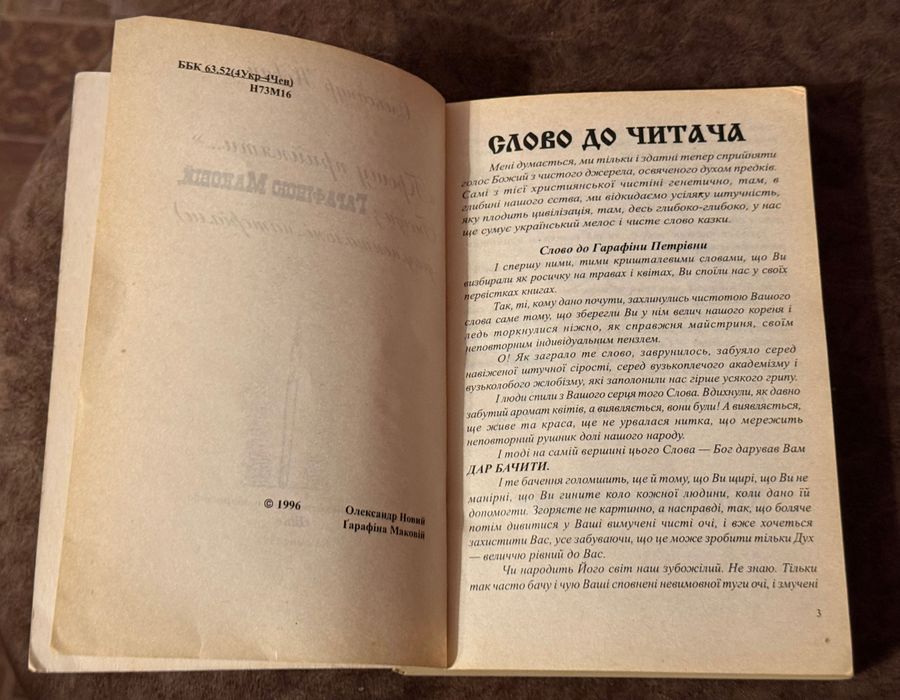 ББК 63.52(4Укр-4Чен)
Н73М16
© 1996
Олександр Новий
Ґарафіна Маковій
СЛОВО ДО ЧИТАЧА
Мені думається, ми тільки і здатні тепер сприйняти
голос Божий з чистого джерела, освяченого духом предків.
Самі з тієї християнської чистіні генетично, там, в
глибині нашого єства, ми відкидаємо усіляку штучність,
яку плодить цивілізація, там, десь глибоко-глибоко, у нас
ще сумує український мелос і чисте слово казки.
Слово до Гарафіни Петрівни
І спершу ними, тими кришталевими словами, що Ви
визбирали як росичку на травах і квітах, Ви споїли нас у своїх
первістках книгах.
Так, ті, кому дано почути, захлинулись чистотою Вашого
слова саме тому, що зберегли Ви у нім велич нашого кореня і
ледь торкнулися ніжно, як справжня майстриня, своїм
неповторним індивідуальним пензлем.
О! Як заграло те слово, заврунилось, забуяло серед
навіженої штучної сірості, серед вузькоплечого академізму і
вузьколобого жлобізму, які заполонили нас гірше усякого грипу.
І люди спили з Вашого серця того Слова. Вдихнули, як давно
забутий аромат квітів, а виявляється, вони були! А виявляється,
ще живе та краса, ще не урвалася нитка, що мережить
неповторний рушник долі нашого народу.
І тоді на самій вершині цього Слова — Бог дарував Вам
ДАР БАЧИТИ.
І те бачення голомшить, ще й тому, що Ви щирі, що Ви не
манірні, що Ви гините коло кожної людини, коли дано їй
допомогти. Згоряєте не картинно, а насправді, так, що боляче
потім дивитися у Ваші вимучені чисті очі, і вже хочеться
захистити Вас, усе забуваючи, що це може зробити тільки Дух
— величчю рівний до Вас.
Чи народить Його світ наш зубожілий. Не знаю. Тільки
так часто бачу і чую Ваші сповнені невимовної туги очі, і змучені
3